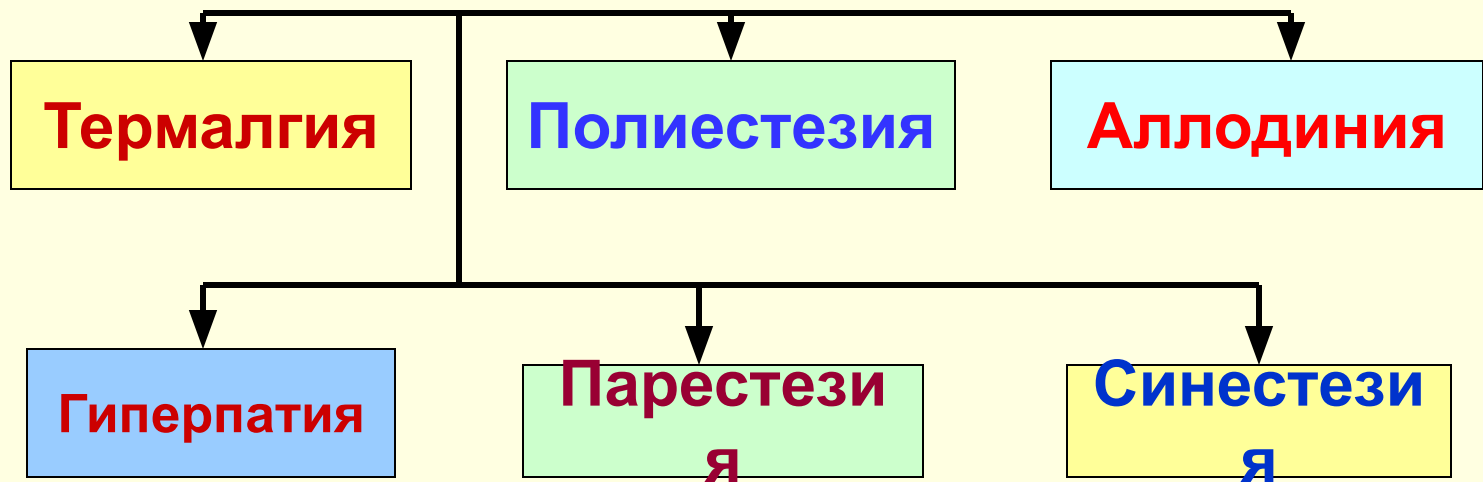 Термалгия
Полиестезия
Аллодиния
Гиперпатия
Парестези
я
Синестези
я